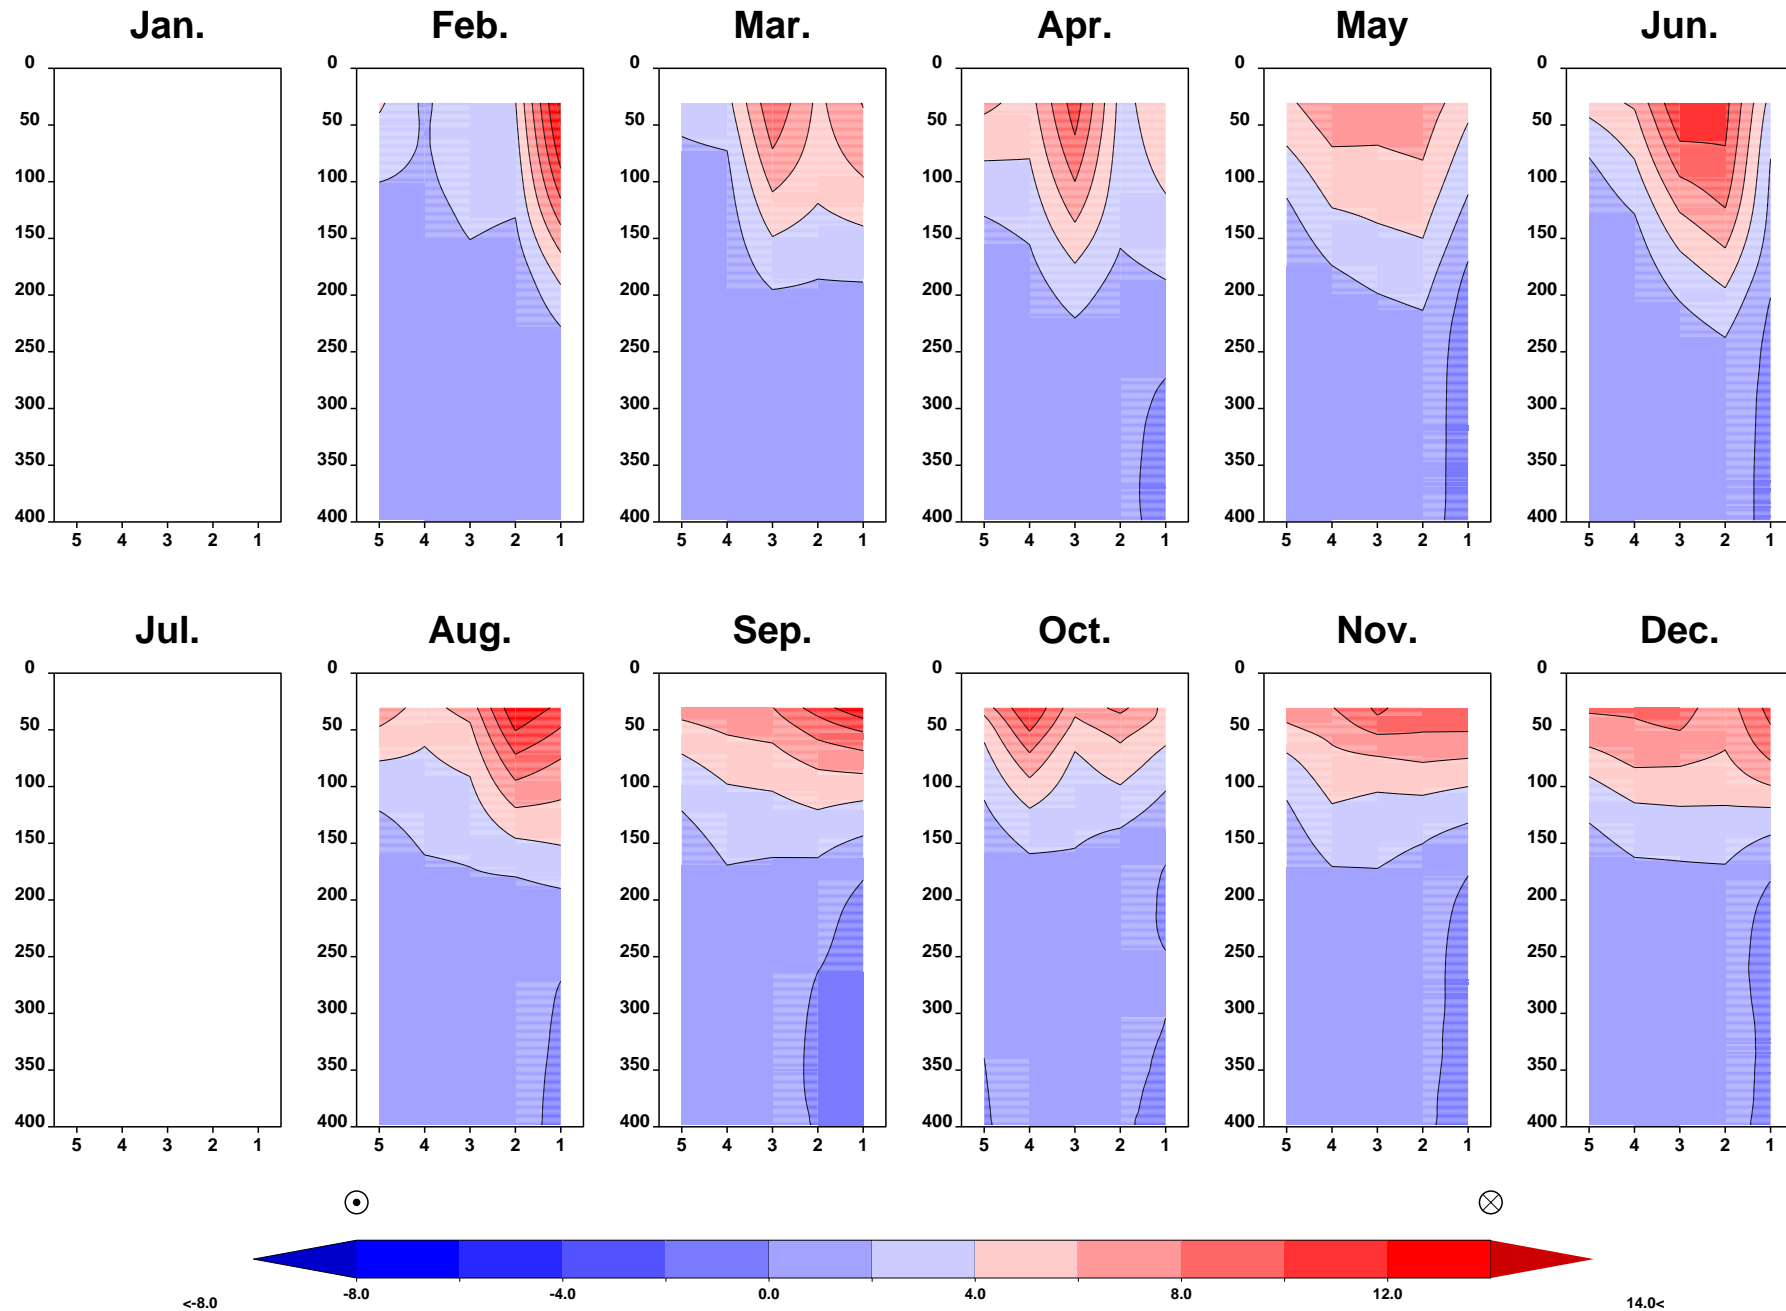 Jan. Feb. Mar. Apr. May Jun.
0 0 0 0 0 0
50 50 50 50 50 50
100 100 100 100 100 100
150 150 150 150 150 150
200 200 200 200 200 200
250 250 250 250 250 250
300 300 300 300 300 300
350 350 350 350 350 350
400 400 400 400 400 400
5 4 3 2 1 5 4 3 2 1 5 4 3 2 1 5 4 3 2 1 5 4 3 2 1 5 4 3 2 1
Jul. Aug. Sep. Oct. Nov. Dec.
0 0 0 0 0 0
50 50 50 50 50 50
100 100 100 100 100 100
150 150 150 150 150 150
200 200 200 200 200 200
250 250 250 250 250 250
300 300 300 300 300 300
350 350 350 350 350 350
400 400 400 400 400 400
5 4 3 2 1 5 4 3 2 1 5 4 3 2 1 5 4 3 2 1 5 4 3 2 1 5 4 3 2 1
-8.0 -4.0 0.0 4.0 8.0 12.0
<-8.0 14.0<